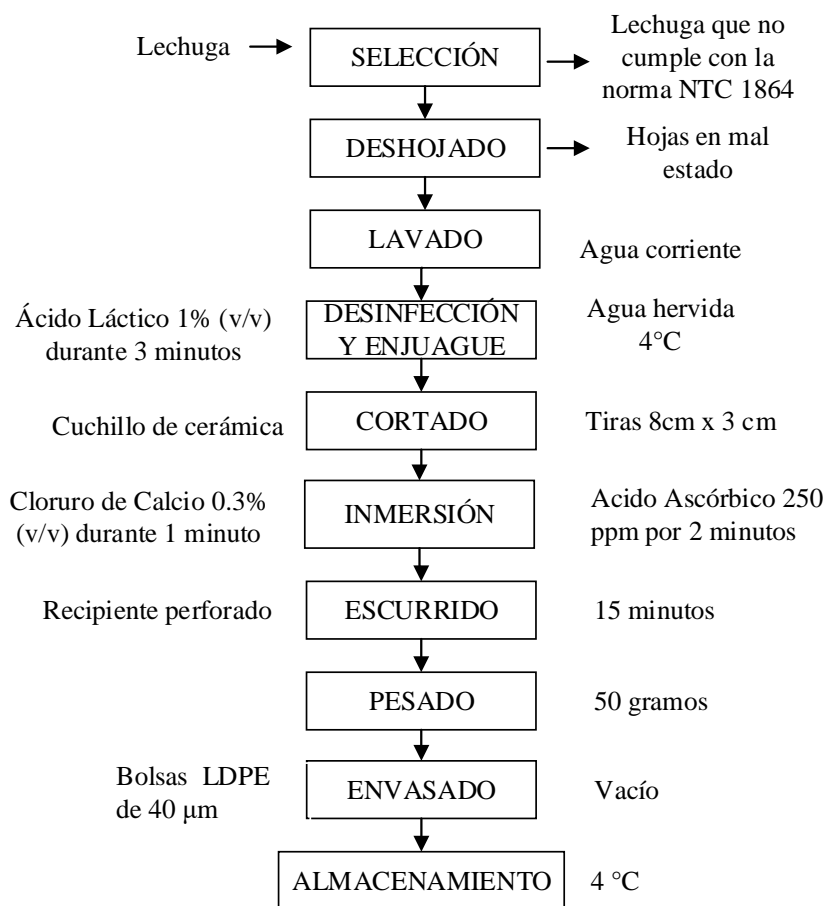 Lechuga
SELECCIÓN
Lechuga que no
cumple con la
norma NTC 1864
DESHOJADO
Hojas en mal
estado
LAVADO
Agua corriente
Ácido Láctico 1% (v/v)
durante 3 minutos
DESINFECCIÓN
Y ENJUAGUE
Agua hervida
4°C
Cuchillo de cerámica
CORTADO
Tiras 8cm x 3 cm
Cloruro de Calcio 0.3%
(v/v) durante 1 minuto
INMERSIÓN
Acido Ascórbico 250
ppm por 2 minutos
Recipiente perforado
ESCURRIDO
15 minutos
PESADO
50 gramos
Bolsas LDPE
de 40 μm
ENVASADO
Vacío
ALMACENAMIENTO
4 °C